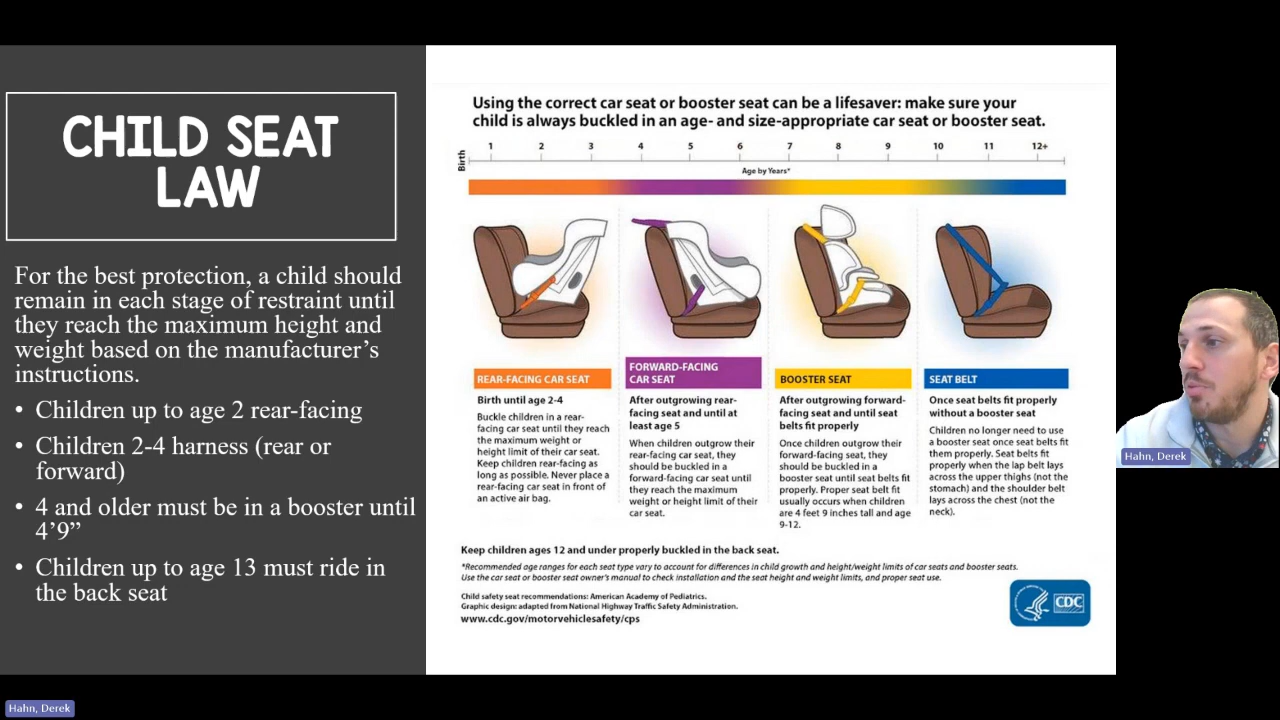 CHILD SEAT
LAW
For the best protection, a child should
remain in each stage of restraint until
they reach the maximum height and
weight based on the manufacturer's
instructions.
• Children up to age 2 rear-facing
• Children 2-4 harness (rear or
forward)
• 4 and older must be in a booster until
4'9”
• Children up to age 13 must ride in
the back seat
Using the correct car seat or booster seat can be a lifesaver: make sure your
child is always buckled in an age- and size-appropriate car seat or booster seat.
Birth 1 2 3 4 5 6 7 8 9 10 11 12+
Age by Years*
REAR-FACING CAR SEAT
Birth until age 2-4
Buckle children in a rear-
facing car seat until they reach
the maximum weight or
height limit of their car seat.
Keep children rear-facing as
long as possible. Never place a
rear-facing car seat in front of
an active air bag.
FORWARD-FACING
CAR SEAT
After outgrowing rear-
facing seat and until at
least age 5
When children outgrow their
rear-facing car seat, they
should be buckled in a
forward-facing car seat until
they reach the maximum
weight or height limit of their
car seat.
BOOSTER SEAT
After outgrowing forward-
facing seat and until seat
belts fit properly
Once children outgrow their
forward-facing seat, they
should be buckled in a
booster seat until seat belts fit
properly. Proper seat belt fit
usually occurs when children
are 4 feet 9 inches tall and age
9-12.
SEAT BELT
Once seat belts fit properly
without a booster seat
Children no longer need to use
a booster seat once seat belts fit
them properly. Seat belts fit
properly when the lap belt lays
across the upper thighs (not the
stomach) and the shoulder belt
lays across the chest (not the
neck).
Keep children ages 12 and under properly buckled in the back seat.
*Recommended age ranges for each seat type vary to account for differences in child growth and height/weight limits of car seats and booster seats.
Use the car seat or booster seat owner's manual to check installation and the seat height and weight limits, and proper seat use.
Child safety seat recommendations: American Academy of Pediatrics.
Graphic design: adapted from National Highway Traffic Safety Administration.
www.cdc.gov/motorvehiclesafety/cps
CDC
Hahn, Derek
Hahn, Derek